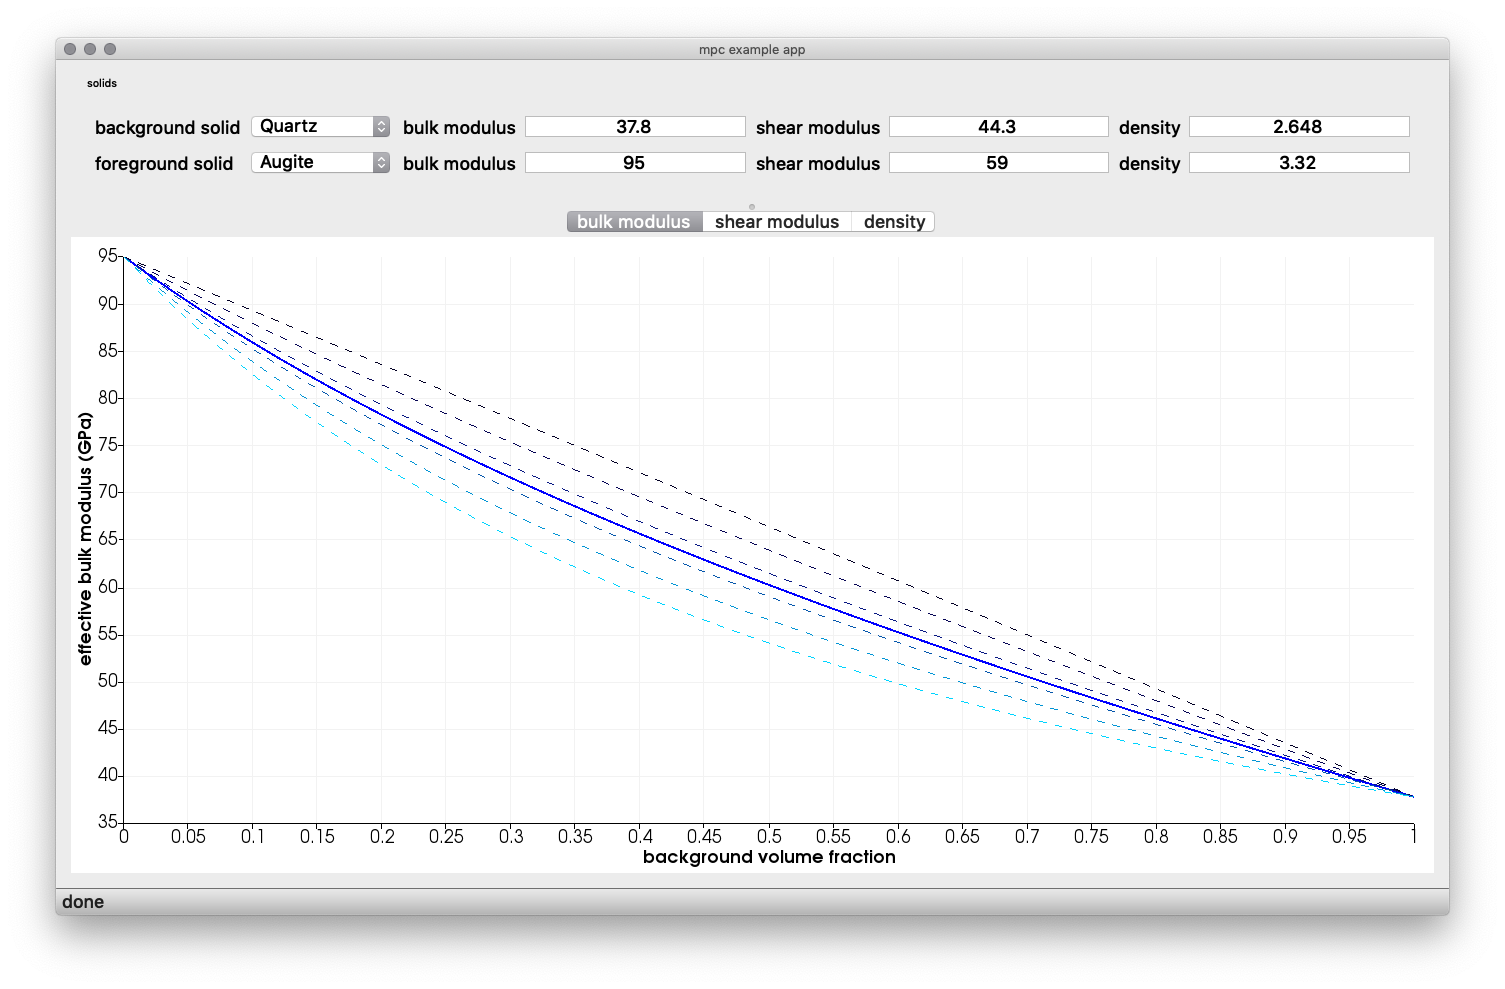 mpc example app
solids
background solid Quartz bulk modulus 37.8 shear modulus 44.3 density 2.648
foreground solid Augite bulk modulus 95 shear modulus 59 density 3.32
bulk modulus shear modulus density
effective bulk modulus (GPa)
95
90
85
80
75
70
65
60
55
50
45
40
35
0 0.05 0.1 0.15 0.2 0.25 0.3 0.35 0.4 0.45 0.5 0.55 0.6 0.65 0.7 0.75 0.8 0.85 0.9 0.95 1
background volume fraction
done